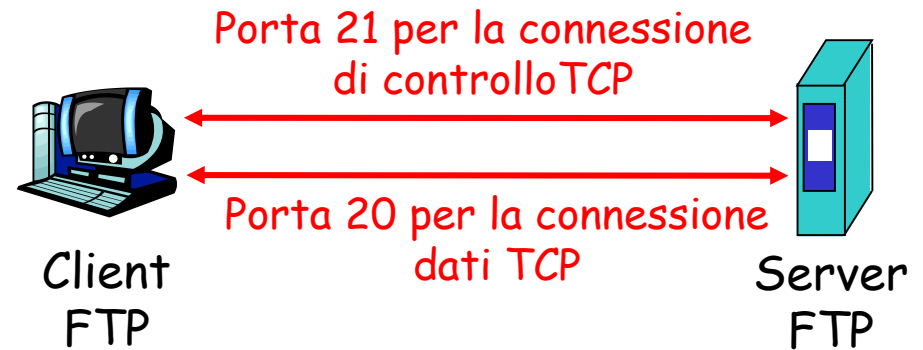 Porta 21 per la connessione
di controlloTCP
Porta 20 per la connessione
dati TCP
Client
FTP
Server
FTP